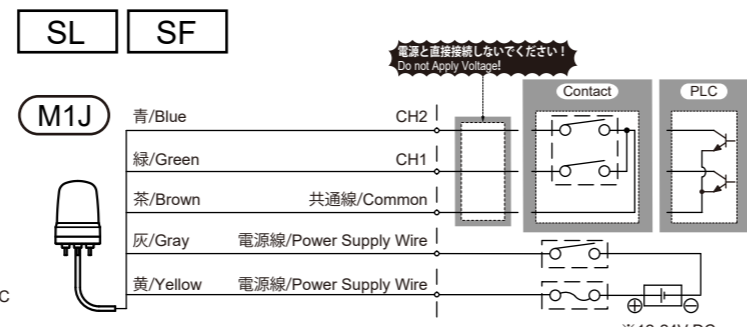 SL SF
電源と直接接続しないでください!
Do not Apply Voltage!
Contact PLC
M1J
青/Blue CH2
緑/Green CH1
茶/Brown 共通線/Common
灰/Gray 電源線/Power Supply Wire
黄/Yellow 電源線/Power Supply Wire
C